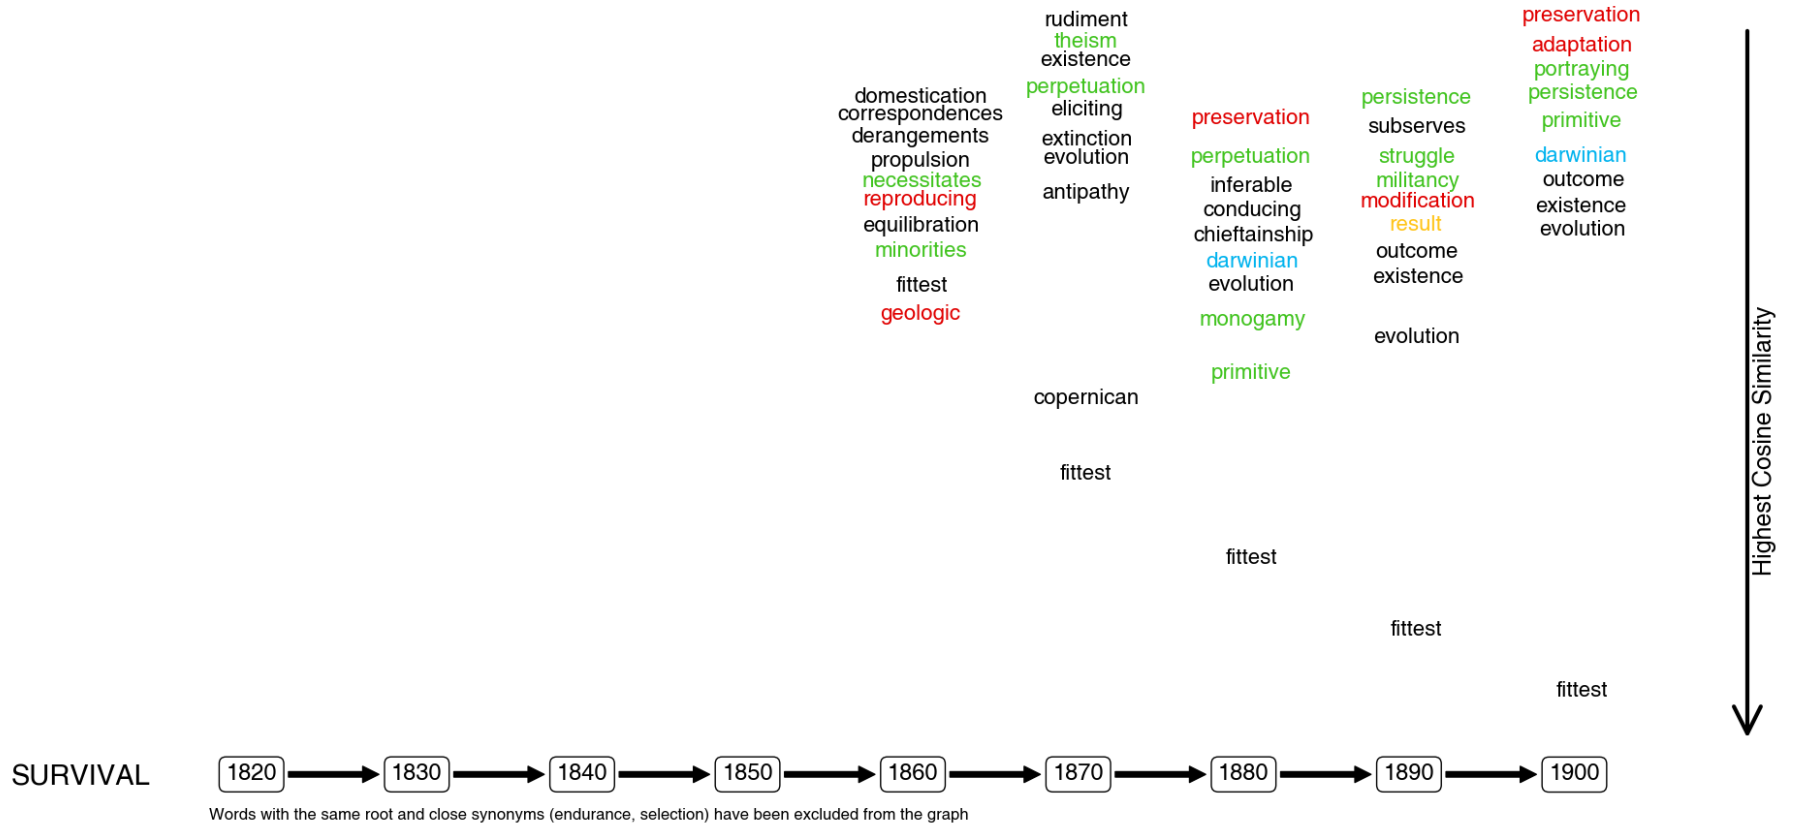 domestication
correspondences
derangements
propulsion
necessitates
reproducing
equilibration
minorities
fittest
geologic
rudiment
theism
existence
perpetuation
eliciting
extinction
evolution
antipathy
copernican
fittest
preservation
perpetuation
inferable
conducing
chieftainship
darwinian
evolution
monogamy
primitive
fittest
persistence
subserves
struggle
militancy
modification
result
outcome
existence
evolution
fittest
preservation
adaptation
portraying
persistence
primitive
darwinian
outcome
existence
evolution
fittest
Highest Cosine Similarity
SURVIVAL 1820 1830 1840 1850 1860 1870 1880 1890 1900
Words with the same root and close synonyms (endurance, selection) have been excluded from the graph